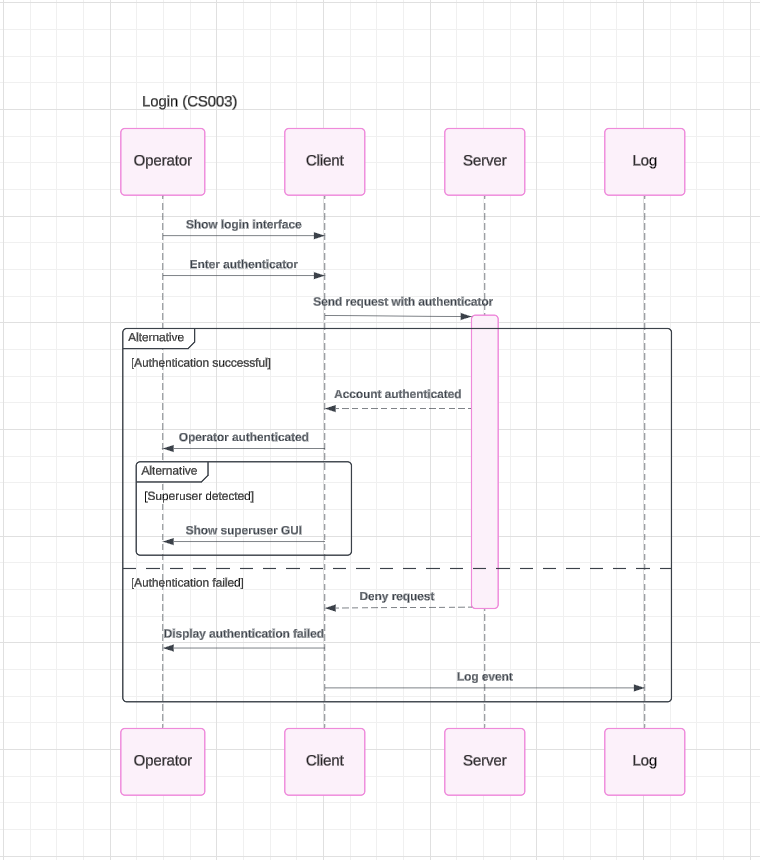 Login (CS003)
Operator
Client
Server
Log
Show login interface
Enter authenticator
Send request with authenticator
Alternative
[Authentication successful]
Account authenticated
Operator authenticated
Alternative
[Superuser detected]
Show superuser GUI
[Authentication failed]
Deny request
Display authentication failed
Log event
Operator
Client
Server
Log